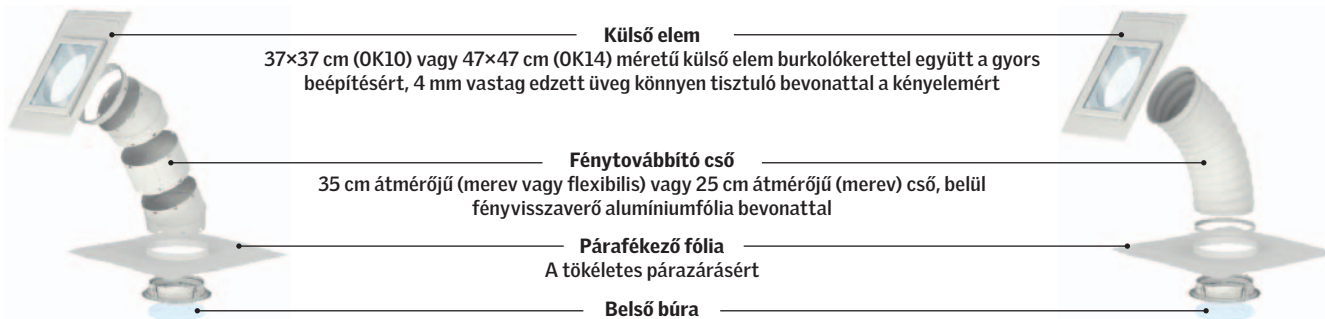 Külső elem
37×37 cm (0K10) vagy 47×47 cm (0K14) méretű külső elem burkolókerettel együtt a gyors
beépítésért, 4 mm vastag edzett üveg könnyen tisztuló bevonattal a kényelemért
Fénytovábbító cső
35 cm átmérőjű (merev vagy flexibilis) vagy 25 cm átmérőjű (merev) cső, belül
fényvisszaverő alumíniumfólia bevonattal
Párafékező fólia
A tökéletes párazárásért
Belső búra